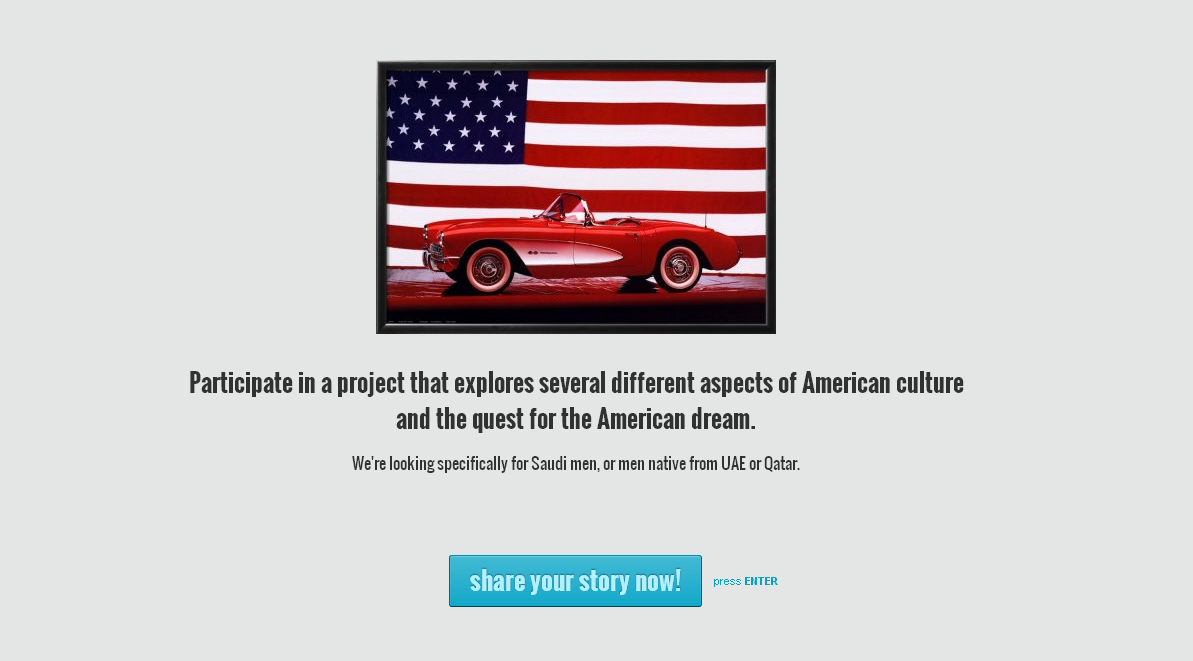 Participate in a project that explores several different aspects of American culture
and the quest for the American dream.
We're looking specifically for Saudi men, or men native from UAE or Qatar.
share your story now!
press ENTER